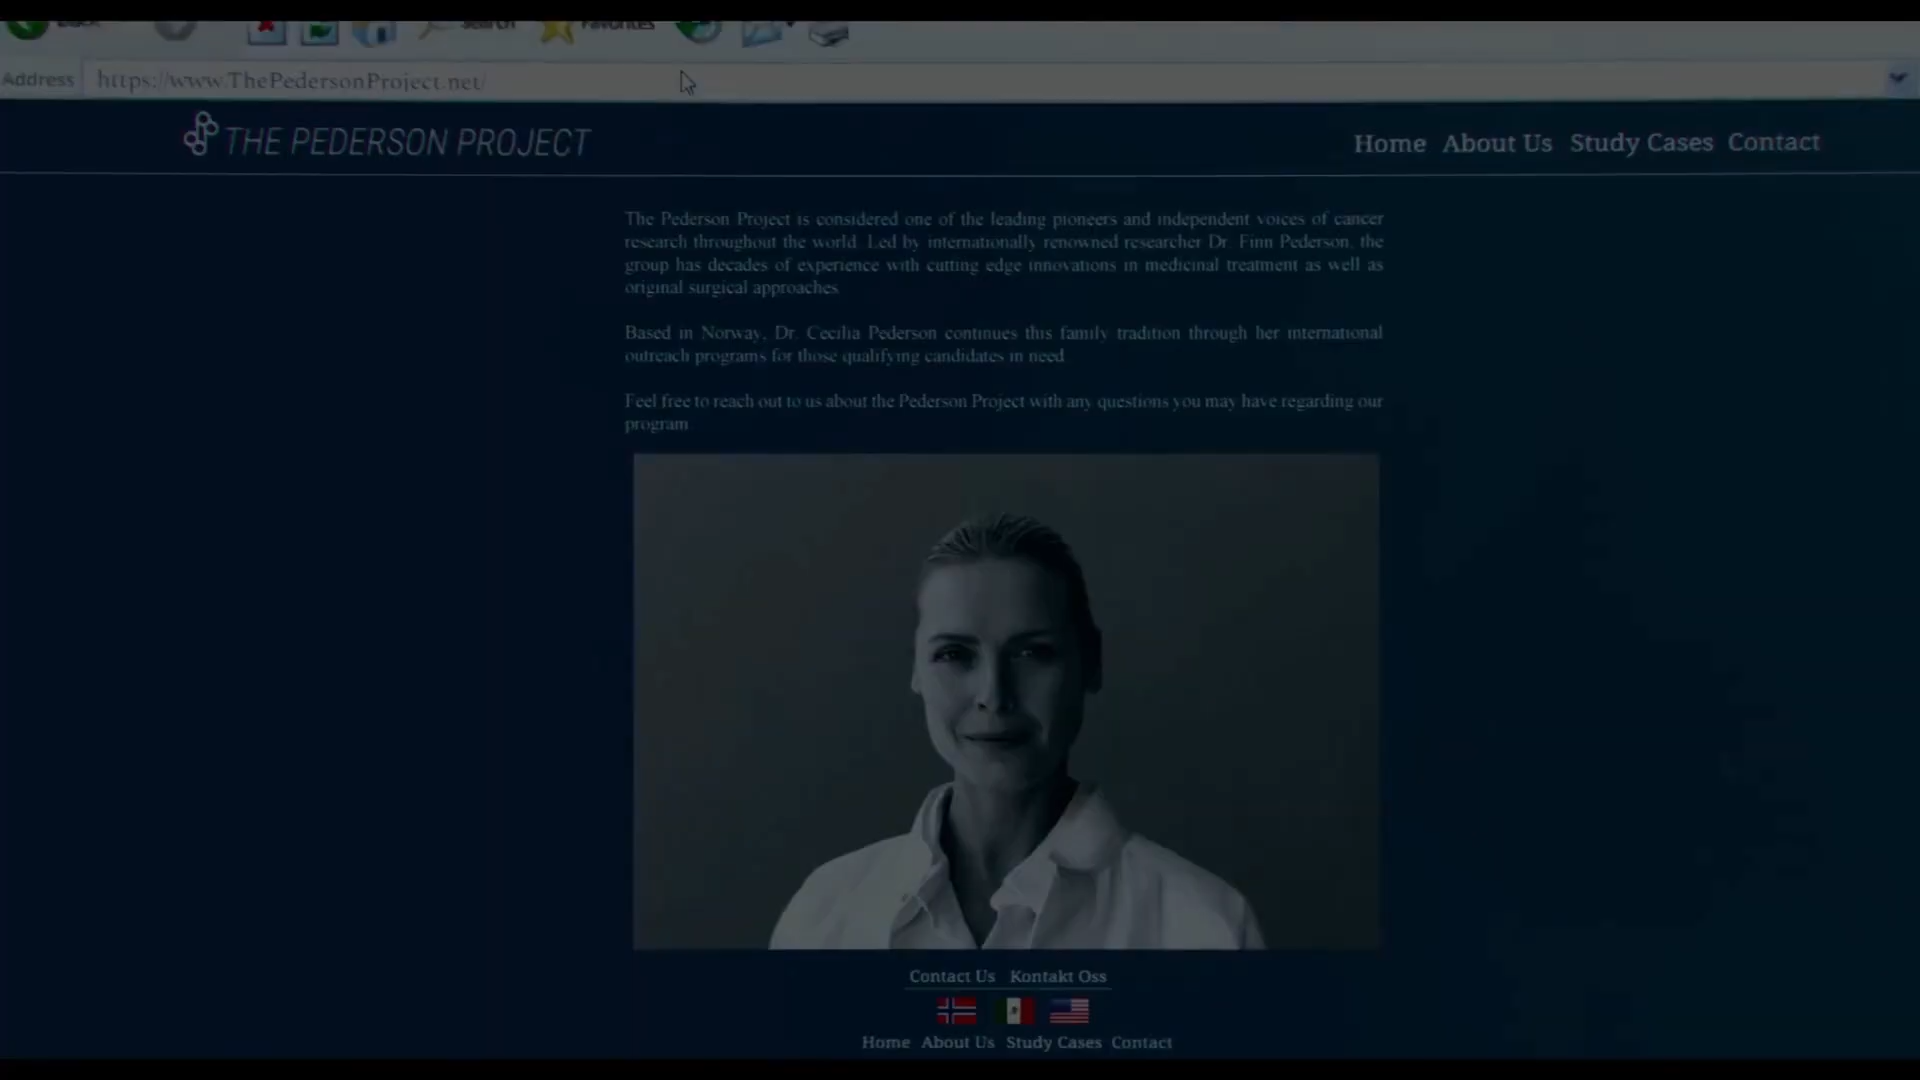 Search Favorites
Address https://www.ThePedersonProject.net/
THE PEDERSON PROJECT
Home About Us Study Cases Contact
The Pederson Project is considered one of the leading pioneers and independent voices of cancer
research throughout the world. Led by internationally renowned researcher Dr. Finn Pederson, the
group has decades of experience with cutting edge innovations in medicinal treatment as well as
original surgical approaches.
Based in Norway, Dr. Cecilia Pederson continues this family tradition through her international
outreach programs for those qualifying candidates in need.
Feel free to reach out to us about the Pederson Project with any questions you may have regarding our
program.
Contact Us Kontakt Oss
Home About Us Study Cases Contact